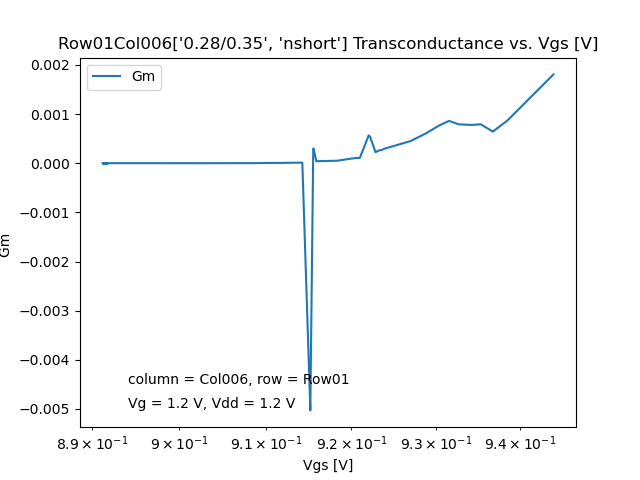 Row01Col006['0.28/0.35', 'nshort'] Transconductance vs. Vgs [V]
Gm
0.002
0.001
0.000
−0.001
−0.002
−0.003
−0.004
−0.005
Gm
column = Col006, row = Row01
Vg = 1.2 V, Vdd = 1.2 V
8.9 × 10⁻¹ 9 × 10⁻¹ 9.1 × 10⁻¹ 9.2 × 10⁻¹ 9.3 × 10⁻¹ 9.4 × 10⁻¹
Vgs [V]